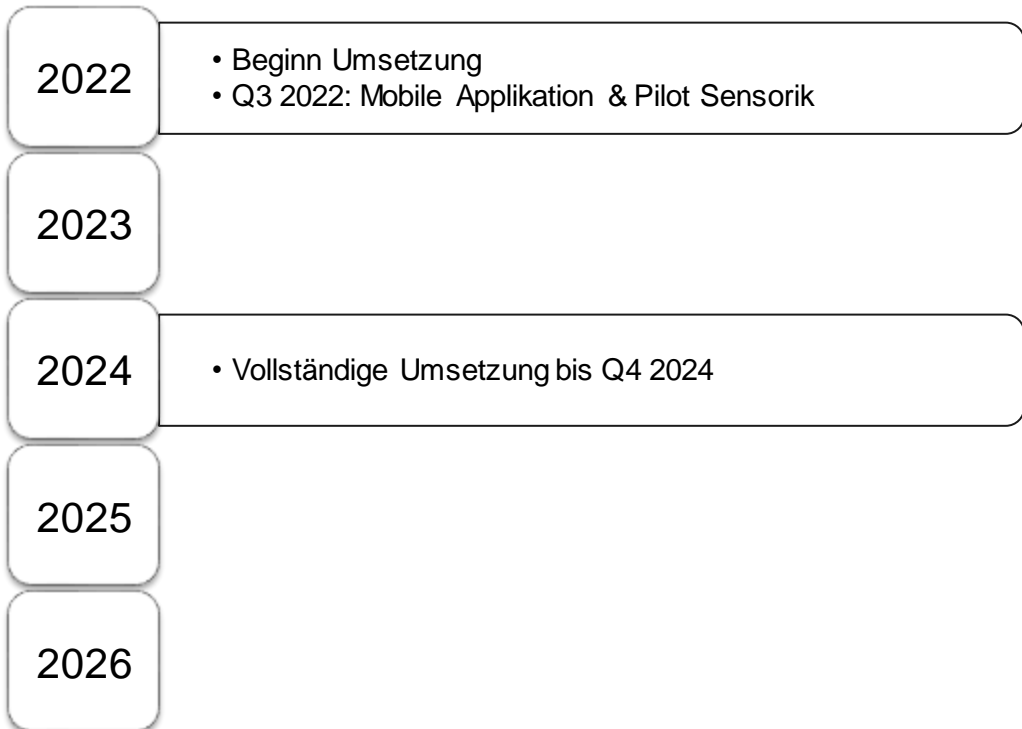 2022
• Beginn Umsetzung
• Q3 2022: Mobile Applikation & Pilot Sensorik
2023
2024
• Vollständige Umsetzung bis Q4 2024
2025
2026